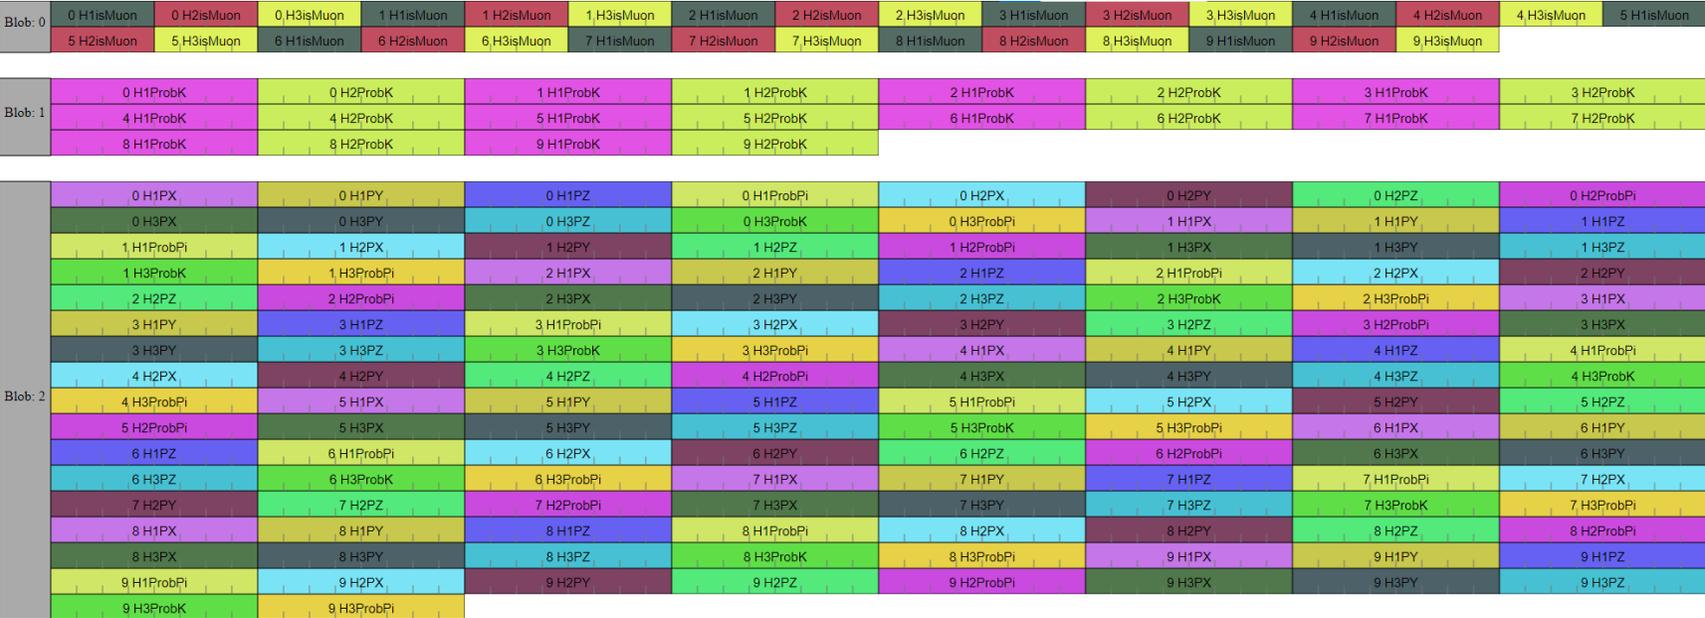 Blob: 0
0 H1isMuon 0 H2isMuon 0 H3isMuon 1 H1isMuon 1 H2isMuon 1 H3isMuon 2 H1isMuon 2 H2isMuon 2 H3isMuon 3 H1isMuon 3 H2isMuon 3 H3isMuon 4 H1isMuon 4 H2isMuon 4 H3isMuon 5 H1isMuon
5 H2isMuon 5 H3isMuon 6 H1isMuon 6 H2isMuon 6 H3isMuon 7 H1isMuon 7 H2isMuon 7 H3isMuon 8 H1isMuon 8 H2isMuon 8 H3isMuon 9 H1isMuon 9 H2isMuon 9 H3isMuon
Blob: 1
0 H1ProbK 0 H2ProbK 1 H1ProbK 1 H2ProbK 2 H1ProbK 2 H2ProbK 3 H1ProbK 3 H2ProbK
4 H1ProbK 4 H2ProbK 5 H1ProbK 5 H2ProbK 6 H1ProbK 6 H2ProbK 7 H1ProbK 7 H2ProbK
8 H1ProbK 8 H2ProbK 9 H1ProbK 9 H2ProbK
Blob: 2
0 H1PX 0 H1PY 0 H1PZ 0 H1ProbPi 0 H2PX 0 H2PY 0 H2PZ 0 H2ProbPi
0 H3PX 0 H3PY 0 H3PZ 0 H3ProbK 0 H3ProbPi 1 H1PX 1 H1PY 1 H1PZ
1 H1ProbPi 1 H2PX 1 H2PY 1 H2PZ 1 H2ProbPi 1 H3PX 1 H3PY 1 H3PZ
1 H3ProbK 1 H3ProbPi 2 H1PX 2 H1PY 2 H1PZ 2 H1ProbPi 2 H2PX 2 H2PY
2 H2PZ 2 H2ProbPi 2 H3PX 2 H3PY 2 H3PZ 2 H3ProbK 2 H3ProbPi 3 H1PX
3 H1PY 3 H1PZ 3 H1ProbPi 3 H2PX 3 H2PY 3 H2PZ 3 H2ProbPi 3 H3PX
3 H3PY 3 H3PZ 3 H3ProbK 3 H3ProbPi 4 H1PX 4 H1PY 4 H1PZ 4 H1ProbPi
4 H2PX 4 H2PY 4 H2PZ 4 H2ProbPi 4 H3PX 4 H3PY 4 H3PZ 4 H3ProbK
4 H3ProbPi 5 H1PX 5 H1PY 5 H1PZ 5 H1ProbPi 5 H2PX 5 H2PY 5 H2PZ
5 H2ProbPi 5 H3PX 5 H3PY 5 H3PZ 5 H3ProbK 5 H3ProbPi 6 H1PX 6 H1PY
6 H1PZ 6 H1ProbPi 6 H2PX 6 H2PY 6 H2PZ 6 H2ProbPi 6 H3PX 6 H3PY
6 H3PZ 6 H3ProbK 6 H3ProbPi 7 H1PX 7 H1PY 7 H1PZ 7 H1ProbPi 7 H2PX
7 H2PY 7 H2PZ 7 H2ProbPi 7 H3PX 7 H3PY 7 H3PZ 7 H3ProbK 7 H3ProbPi
8 H1PX 8 H1PY 8 H1PZ 8 H1ProbPi 8 H2PX 8 H2PY 8 H2PZ 8 H2ProbPi
8 H3PX 8 H3PY 8 H3PZ 8 H3ProbK 8 H3ProbPi 9 H1PX 9 H1PY 9 H1PZ
9 H1ProbPi 9 H2PX 9 H2PY 9 H2PZ 9 H2ProbPi 9 H3PX 9 H3PY 9 H3PZ
9 H3ProbK 9 H3ProbPi